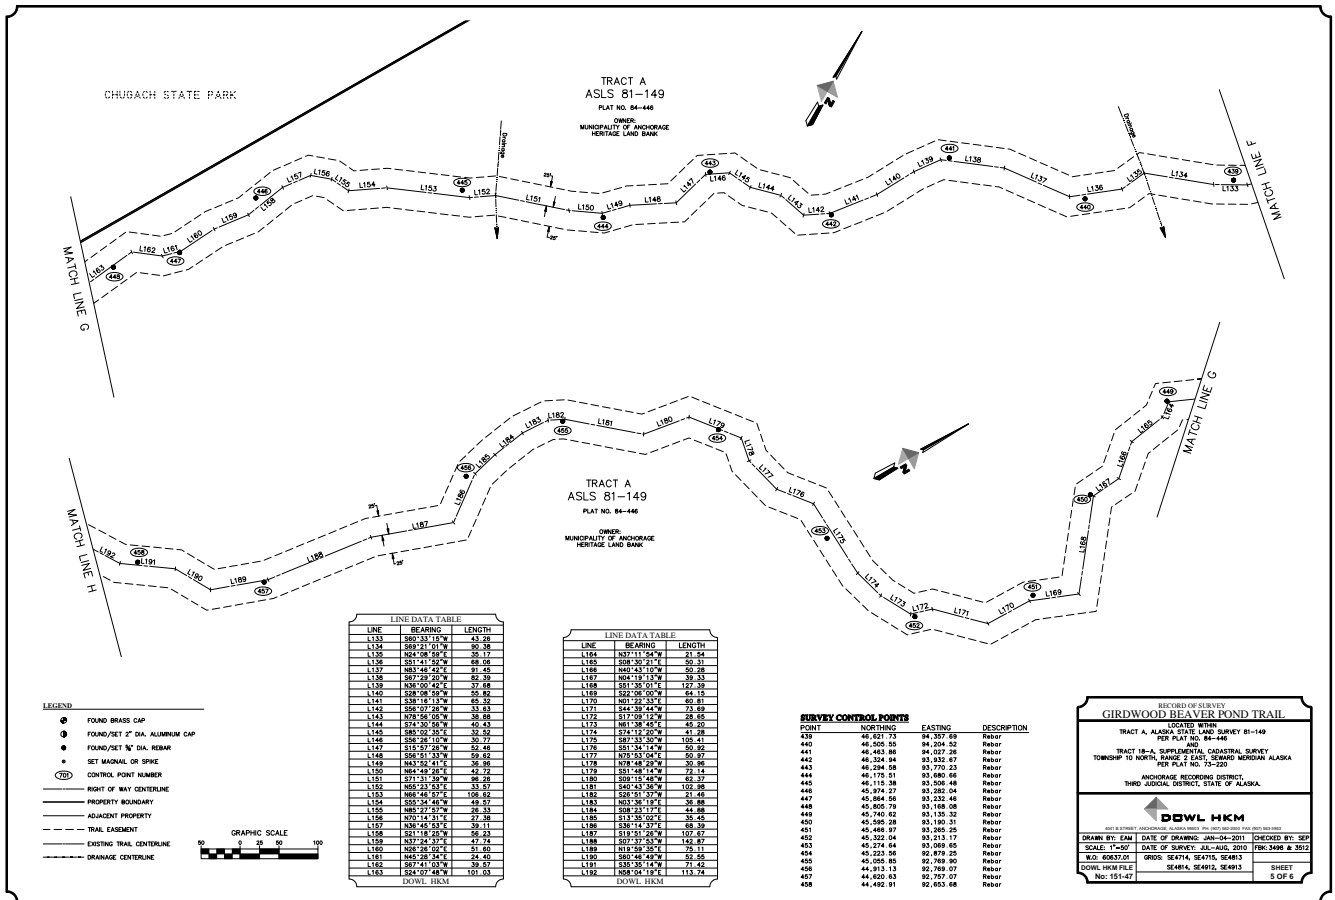 CHUGACH STATE PARK
TRACT A
ASLS 81-149
PLAT NO. 84-446
OWNER:
MUNICIPALITY OF ANCHORAGE
HERITAGE LAND BANK
N
Drainage
Drainage
MATCH LINE F
MATCH LINE G
25'
25'
L163 L162 L161 L160 L159 L158 L157 L156 L155 L154 L153 L152 L151 L150 L149 L148 L147 L146 L145 L144 L143 L142 L141 L140 L139 L138 L137 L136 L135 L134 L133
448 447 446 445 444 443 442 441 440 439
MATCH LINE G
MATCH LINE H
N
TRACT A
ASLS 81-149
PLAT NO. 84-446
OWNER:
MUNICIPALITY OF ANCHORAGE
HERITAGE LAND BANK
25'
25'
L192 L191 L190 L189 L188 L187 L186 L185 L184 L183 L182 L181 L180 L179 L178 L177 L176 L175 L174 L173 L172 L171 L170 L169 L168 L167 L166 L165 L164
458 457 456 455 454 453 452 451 450 449
LINE DATA TABLE
LINE BEARING LENGTH
L133 S60°33'15"W 43.26
L134 S69°21'01"W 90.38
L135 N24°08'59"E 35.17
L136 S51°41'52"W 68.06
L137 N83°46'42"E 91.45
L138 S67°29'20"W 82.39
L139 N36°00'42"E 37.68
L140 S28°08'59"W 55.82
L141 S38°16'13"W 65.32
L142 S56°07'26"W 33.63
L143 N78°56'05"W 38.88
L144 S74°30'56"W 40.43
L145 S85°02'35"E 32.52
L146 S56°26'10"W 30.77
L147 S15°57'28"W 52.46
L148 S56°51'33"W 59.62
L149 N43°52'41"E 36.96
L150 N64°49'26"E 42.72
L151 S71°31'39"W 96.26
L152 N55°23'53"E 33.57
L153 N66°46'57"E 106.62
L154 S55°34'46"W 49.57
L155 N85°27'57"W 26.33
L156 N70°14'31"E 27.38
L157 N36°45'53"E 39.11
L158 S21°18'25"W 56.23
L159 N37°24'37"E 47.74
L160 N26°26'02"E 51.60
L161 N45°28'34"E 24.40
L162 S67°41'03"W 39.57
L163 S24°07'48"W 101.03
DOWL HKM
LINE DATA TABLE
LINE BEARING LENGTH
L164 N37°11'54"W 21.54
L165 S08°30'21"E 50.31
L166 N40°43'10"W 50.28
L167 N04°19'13"W 39.33
L168 S51°35'01"E 127.39
L169 S22°06'00"W 64.15
L170 N01°22'33"E 60.81
L171 S44°39'44"W 73.69
L172 S17°09'12"W 28.65
L173 N61°38'45"E 45.20
L174 S74°12'20"W 41.28
L175 S87°33'30"W 105.41
L176 S51°34'14"W 50.92
L177 N75°53'04"E 50.97
L178 N78°48'29"W 30.96
L179 S51°48'14"W 72.14
L180 S09°15'48"W 62.37
L181 S40°43'36"W 102.98
L182 S26°51'37"W 21.46
L183 N03°36'19"E 36.88
L184 S08°23'17"E 44.88
L185 S13°35'02"E 35.45
L186 S36°14'37"E 68.39
L187 S19°51'26"W 107.67
L188 S07°37'53"W 142.87
L189 N19°59'35"E 75.11
L190 S60°46'49"W 52.55
L191 S35°35'14"W 71.42
L192 N58°04'19"E 113.74
DOWL HKM
LEGEND
FOUND BRASS CAP
FOUND/SET 2" DIA. ALUMINUM CAP
FOUND/SET ⅝" DIA. REBAR
SET MAGNAIL OR SPIKE
701 CONTROL POINT NUMBER
RIGHT OF WAY CENTERLINE
PROPERTY BOUNDARY
ADJACENT PROPERTY
TRAIL EASEMENT
EXISTING TRAIL CENTERLINE
DRAINAGE CENTERLINE
GRAPHIC SCALE
50 0 50 100
SURVEY CONTROL POINTS
POINT NORTHING EASTING DESCRIPTION
439 46,621.73 94,357.69 Rebar
440 46,505.55 94,204.52 Rebar
441 46,463.86 94,027.26 Rebar
442 46,324.94 93,932.67 Rebar
443 46,294.58 93,770.23 Rebar
444 46,175.51 93,680.66 Rebar
445 46,115.38 93,506.48 Rebar
446 45,974.27 93,282.04 Rebar
447 45,864.56 93,232.46 Rebar
448 45,805.79 93,168.08 Rebar
449 45,740.62 93,135.32 Rebar
450 45,595.28 93,190.31 Rebar
451 45,466.97 93,265.25 Rebar
452 45,322.04 93,213.17 Rebar
453 45,274.64 93,069.65 Rebar
454 45,223.56 92,879.25 Rebar
455 45,055.85 92,769.90 Rebar
456 44,913.13 92,769.07 Rebar
457 44,620.63 92,757.07 Rebar
458 44,492.91 92,653.68 Rebar
RECORD OF SURVEY
GIRDWOOD BEAVER POND TRAIL
LOCATED WITHIN
TRACT A, ALASKA STATE LAND SURVEY 81-149
PER PLAT NO. 84-446
AND
TRACT 18-A, SUPPLEMENTAL CADASTRAL SURVEY
TOWNSHIP 10 NORTH, RANGE 2 EAST, SEWARD MERIDIAN ALASKA
PER PLAT NO. 73-220
ANCHORAGE RECORDING DISTRICT,
THIRD JUDICIAL DISTRICT, STATE OF ALASKA.
DOWL HKM
DRAWN BY: EAM DATE OF DRAWING: JAN-04-2011 CHECKED BY: SEP
SCALE: 1"=50' DATE OF SURVEY: JUL-AUG, 2010 FBK:3498 & 3512
W.O: 60637.01 GRIDS: SE4714, SE4715, SE4813
DOWL HKM FILE SE4814, SE4912, SE4913 SHEET
No: 151-47 5 OF 6